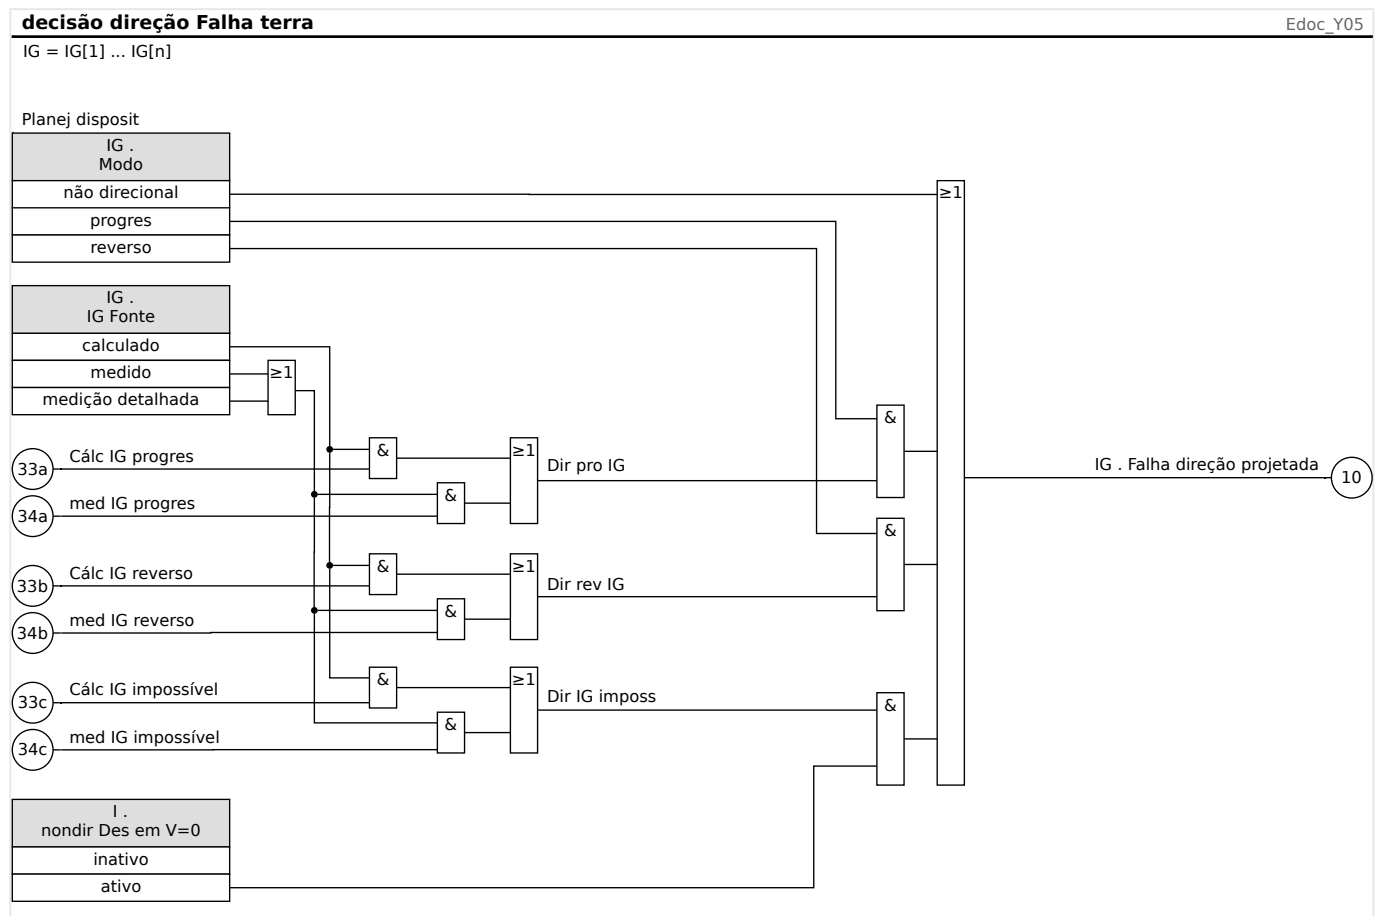 decisão direção Falha terra
Edoc_Y05
IG = IG[1] ... IG[n]
Planej disposit
IG .
Modo
não direcional
≥1
progres
reverso
IG .
IG Fonte
calculado
medido
≥1
medição detalhada
&
33a
Cálc IG progres
&
≥1
Dir pro IG
IG . Falha direção projetada
10
34a
med IG progres
&
&
33b
Cálc IG reverso
&
≥1
Dir rev IG
34b
med IG reverso
&
33c
Cálc IG impossível
&
≥1
Dir IG imposs
&
34c
med IG impossível
&
I .
nondir Des em V=0
inativo
ativo